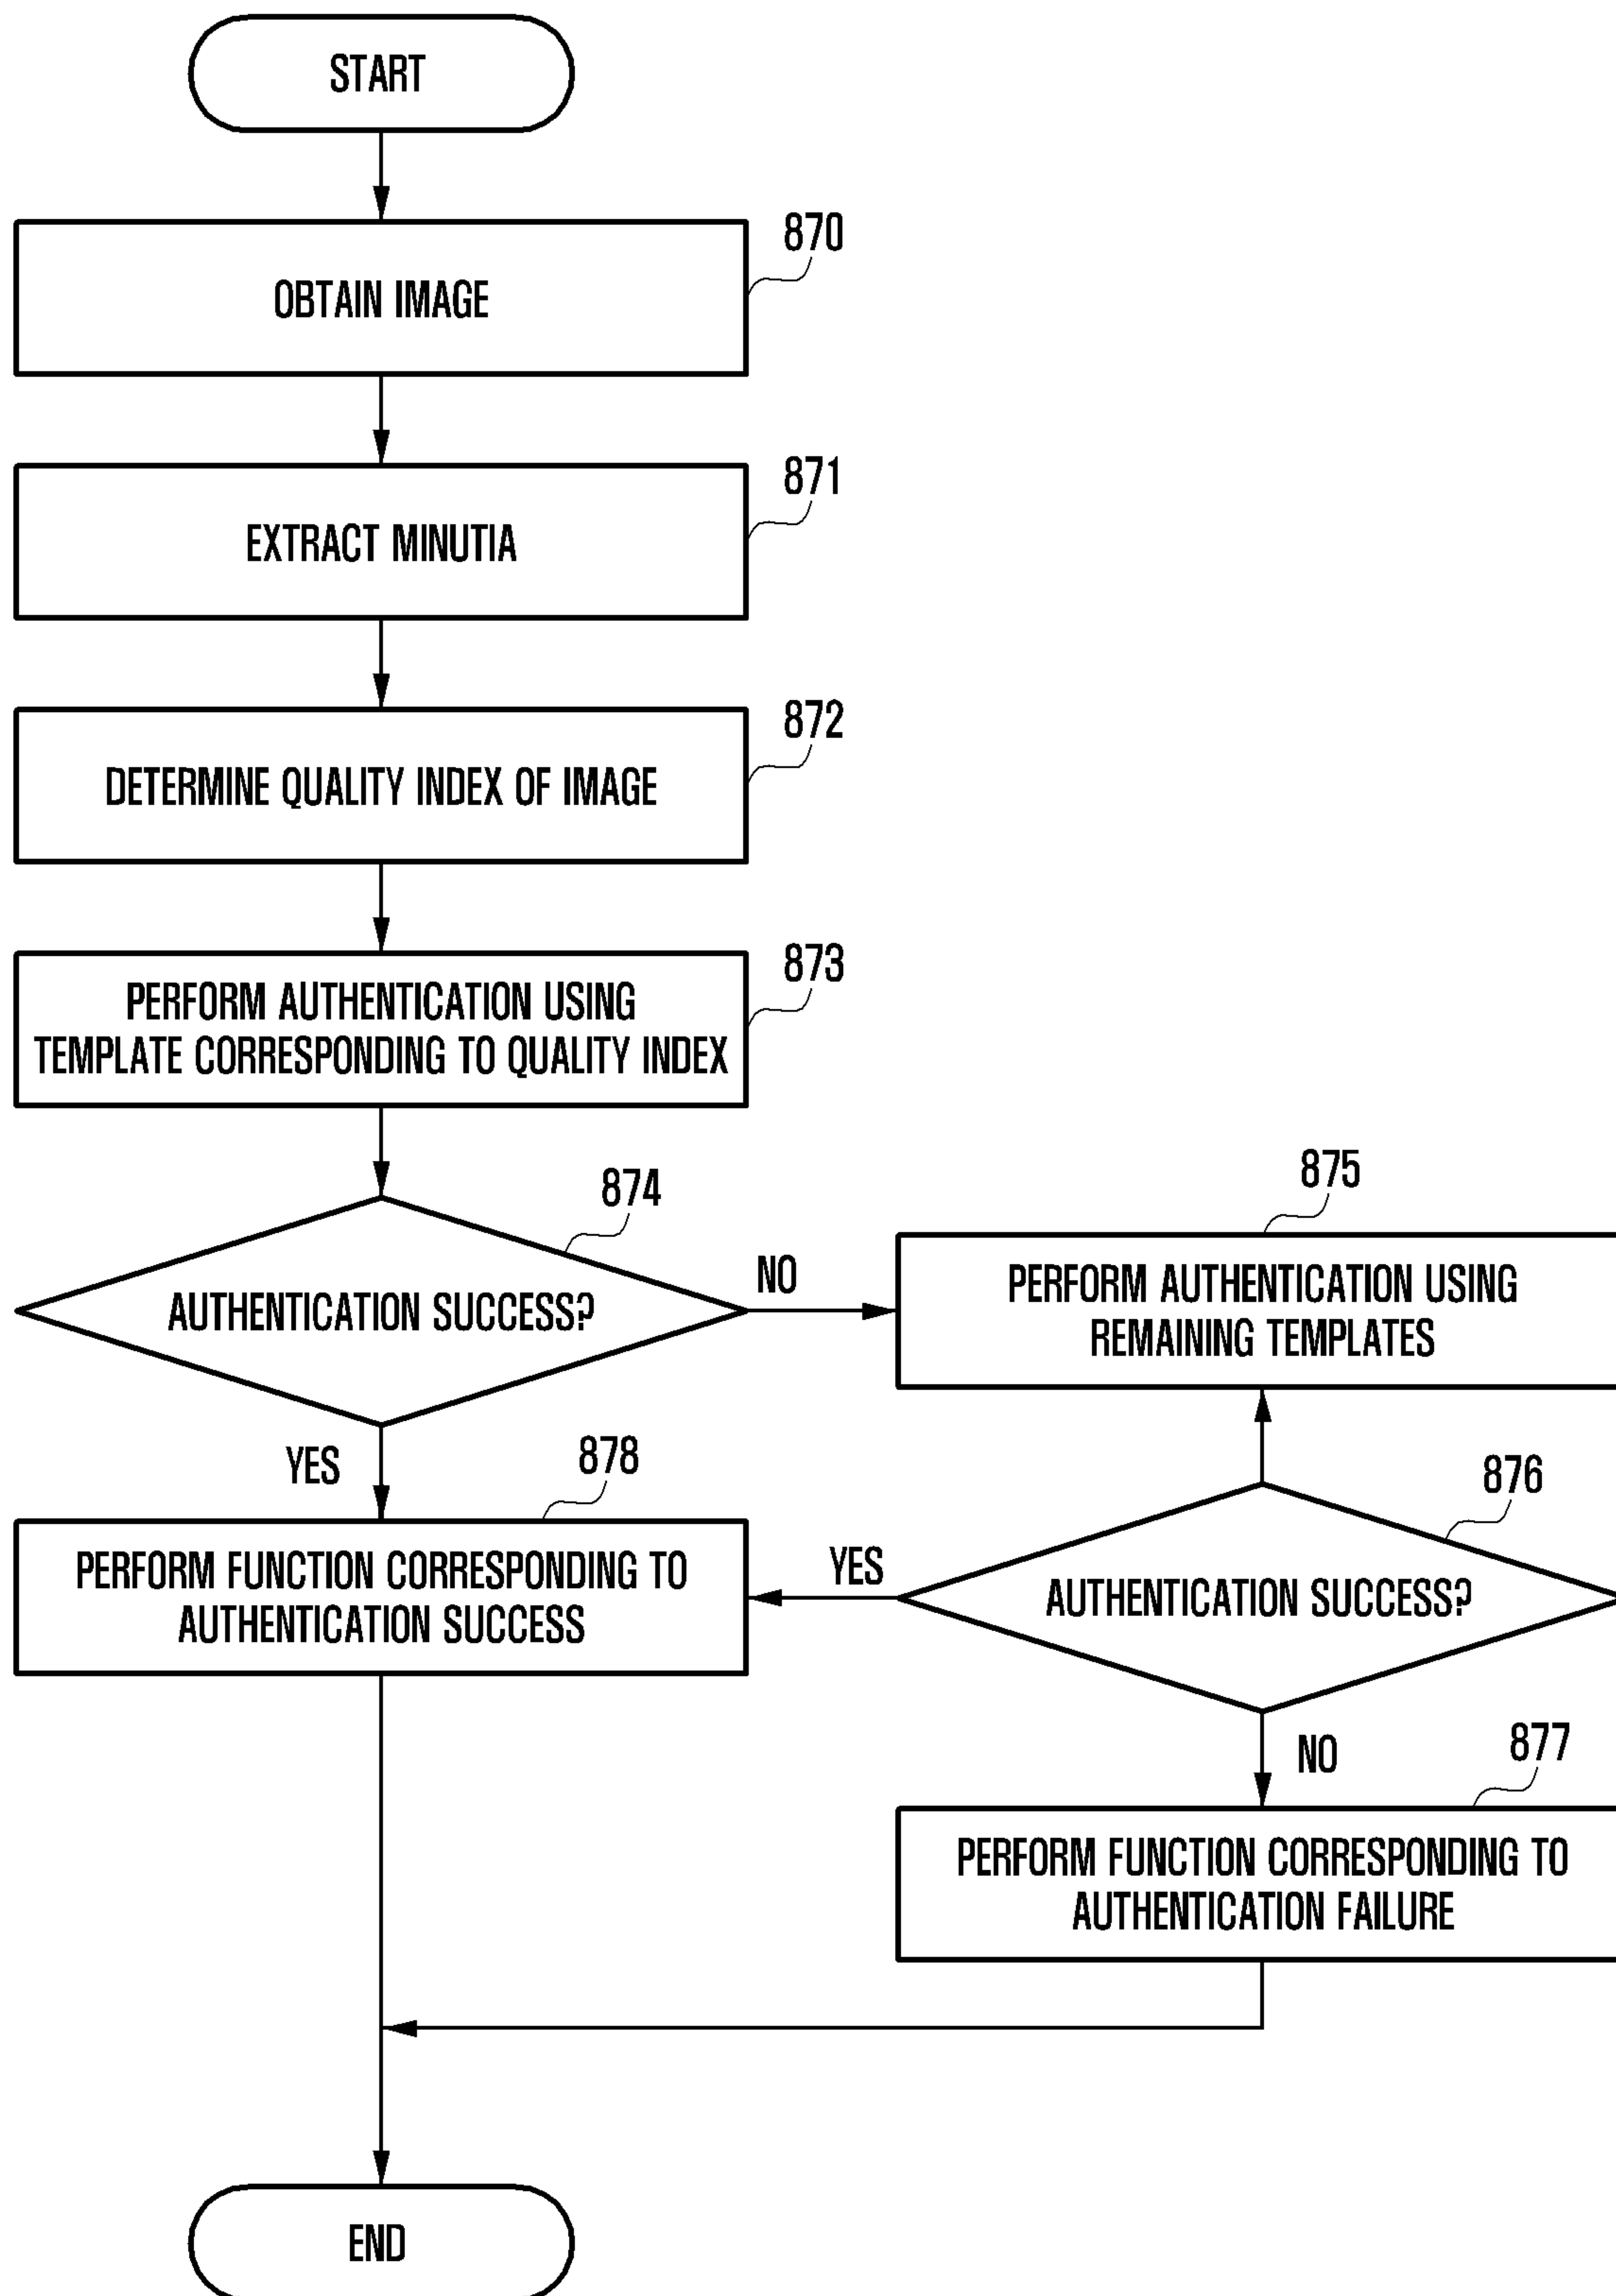 START
870
OBTAIN IMAGE
871
EXTRACT MINUTIA
872
DETERMINE QUALITY INDEX OF IMAGE
873
PERFORM AUTHENTICATION USING
TEMPLATE CORRESPONDING TO QUALITY INDEX
874
AUTHENTICATION SUCCESS?
NO
875
PERFORM AUTHENTICATION USING
REMAINING TEMPLATES
YES
878
PERFORM FUNCTION CORRESPONDING TO
AUTHENTICATION SUCCESS
YES
876
AUTHENTICATION SUCCESS?
NO
877
PERFORM FUNCTION CORRESPONDING TO
AUTHENTICATION FAILURE
END